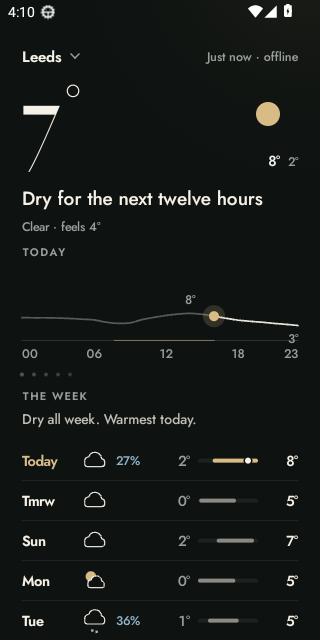 4:10
Leeds
Just now · offline
7°
8° 2°
Dry for the next twelve hours
Clear · feels 4°
TODAY
8°
3°
00 06 12 18 23
THE WEEK
Dry all week. Warmest today.
Today 27% 2° 8°
Tmrw 0° 5°
Sun 2° 7°
Mon 0° 5°
Tue 36% 1° 5°